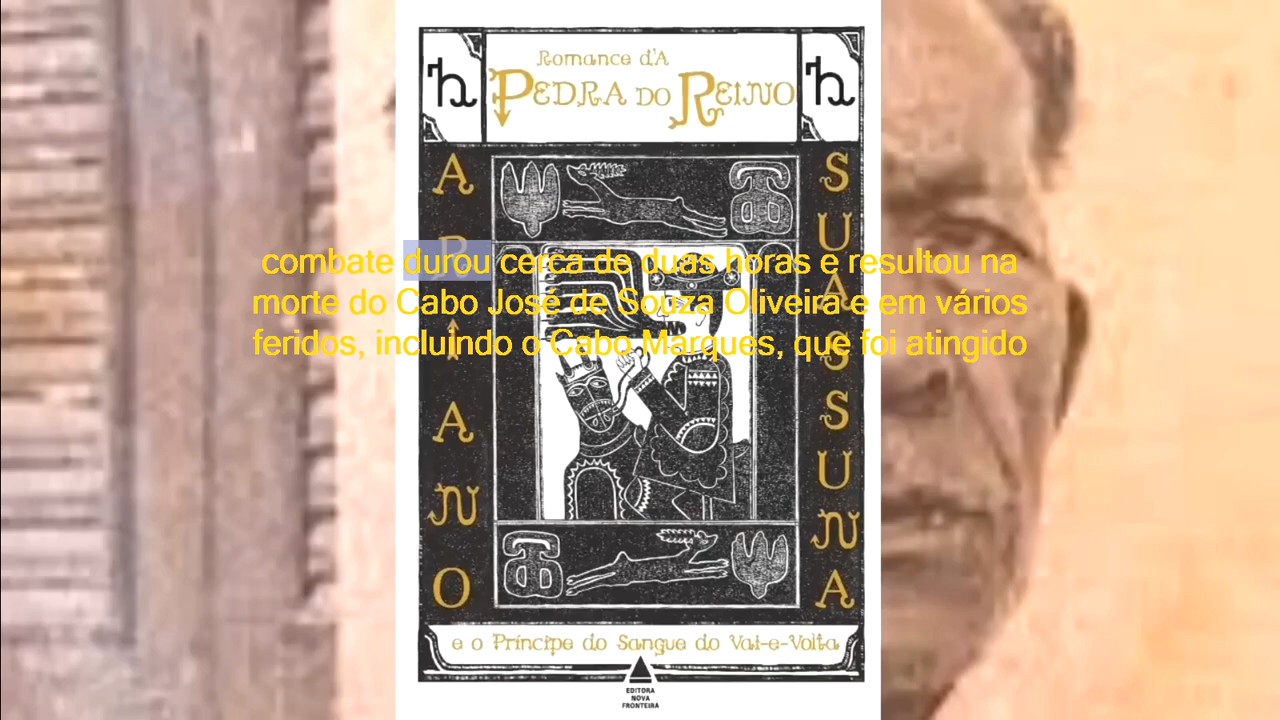 Romance d'A
PEDRA DO REINO
ARIANO
SUASSUNA
combate durou cerca de duas horas e resultou na
morte do Cabo José de Souza Oliveira e em vários
feridos, incluindo o Cabo Marques, que foi atingido
e o Príncipe do Sangue do Vai-e-Volta
EDITORA
NOVA
FRONTEIRA